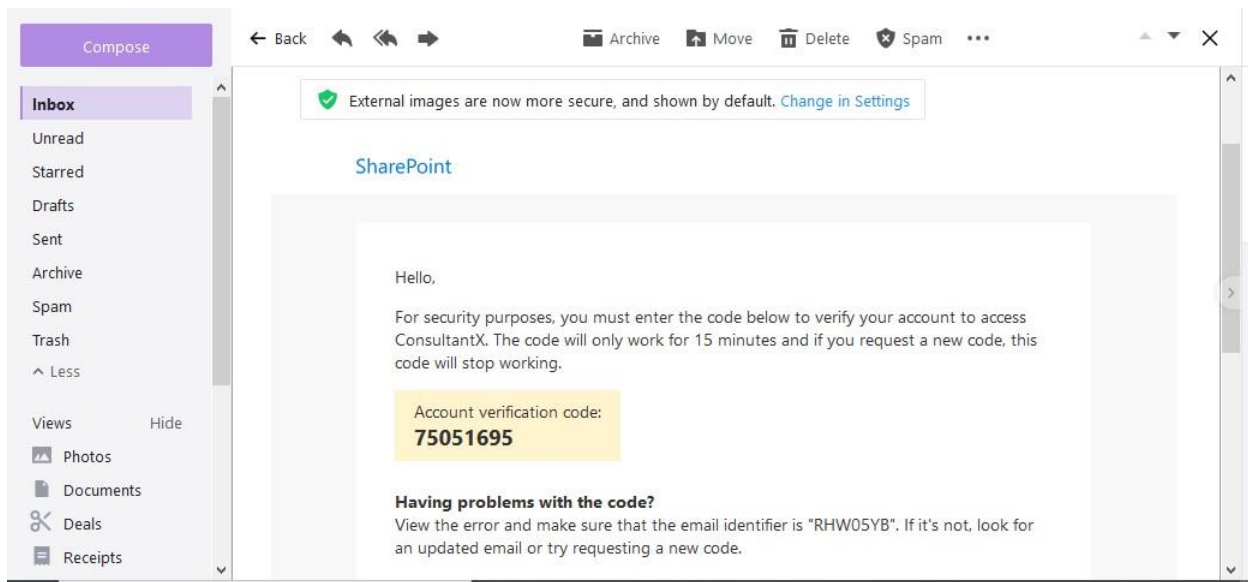 Compose
Back
Archive
Move
Delete
Spam
Inbox
Unread
Starred
Drafts
Sent
Archive
Spam
Trash
Less
Views Hide
Photos
Documents
Deals
Receipts
External images are now more secure, and shown by default. Change in Settings
SharePoint
Hello,
For security purposes, you must enter the code below to verify your account to access
ConsultantX. The code will only work for 15 minutes and if you request a new code, this
code will stop working.
Account verification code:
75051695
Having problems with the code?
View the error and make sure that the email identifier is "RHW05YB". If it's not, look for
an updated email or try requesting a new code.